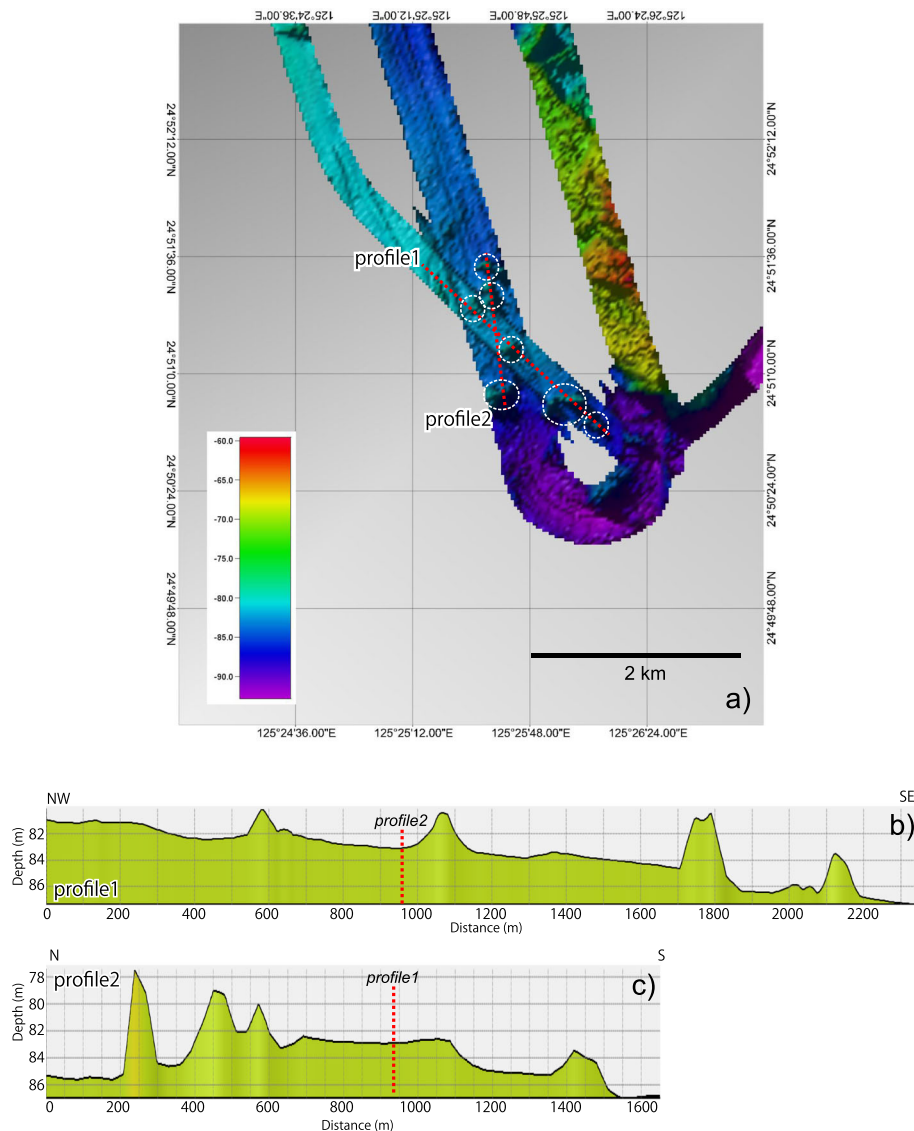 125°24'36.00"E 125°25'12.00"E 125°25'48.00"E 125°26'24.00"E
24°52'12.00"N 24°52'12.00"N
24°51'36.00"N 24°51'36.00"N
profile1
24°51'0.00"N 24°51'0.00"N
profile2
-60.0
-65.0
-70.0
-75.0
-80.0
-85.0
-90.0
24°50'24.00"N 24°50'24.00"N
24°49'48.00"N 24°49'48.00"N
2 km
a)
125°24'36.00"E 125°25'12.00"E 125°25'48.00"E 125°26'24.00"E
NW SE
profile2
b)
Depth (m)
82
84
86
profile1
0 200 400 600 800 1000 1200 1400 1600 1800 2000 2200
Distance (m)
N S
profile2
profile1
c)
Depth (m)
78
80
82
84
86
0 200 400 600 800 1000 1200 1400 1600
Distance (m)